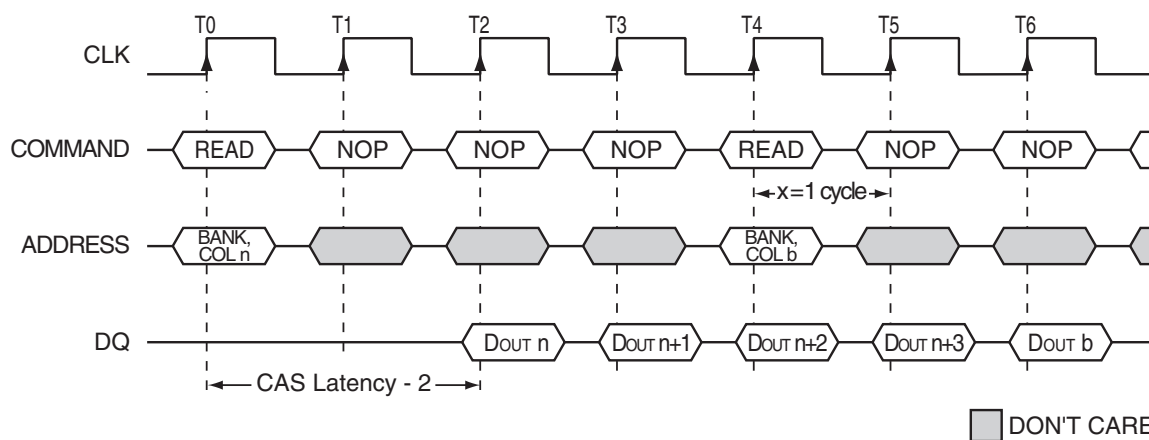 T0 T1 T2 T3 T4 T5 T6
CLK
COMMAND READ NOP NOP NOP READ NOP NOP
x=1 cycle
ADDRESS BANK, COL n BANK, COL b
DQ DOUT n DOUT n+1 DOUT n+2 DOUT n+3 DOUT b
CAS Latency - 2
DON'T CARE